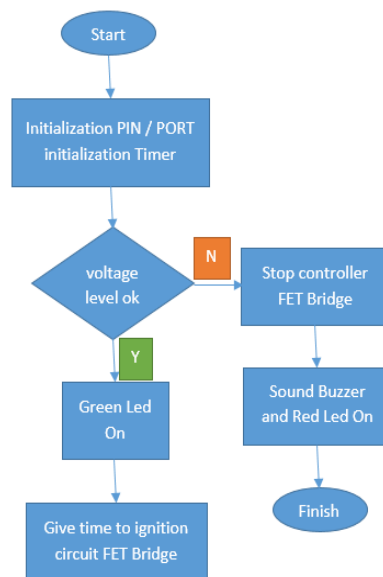 Start
Initialization PIN / PORT
initialization Timer
voltage
level ok
N
Stop controller
FET Bridge
Y
Green Led
On
Sound Buzzer
and Red Led On
Give time to ignition
circuit FET Bridge
Finish